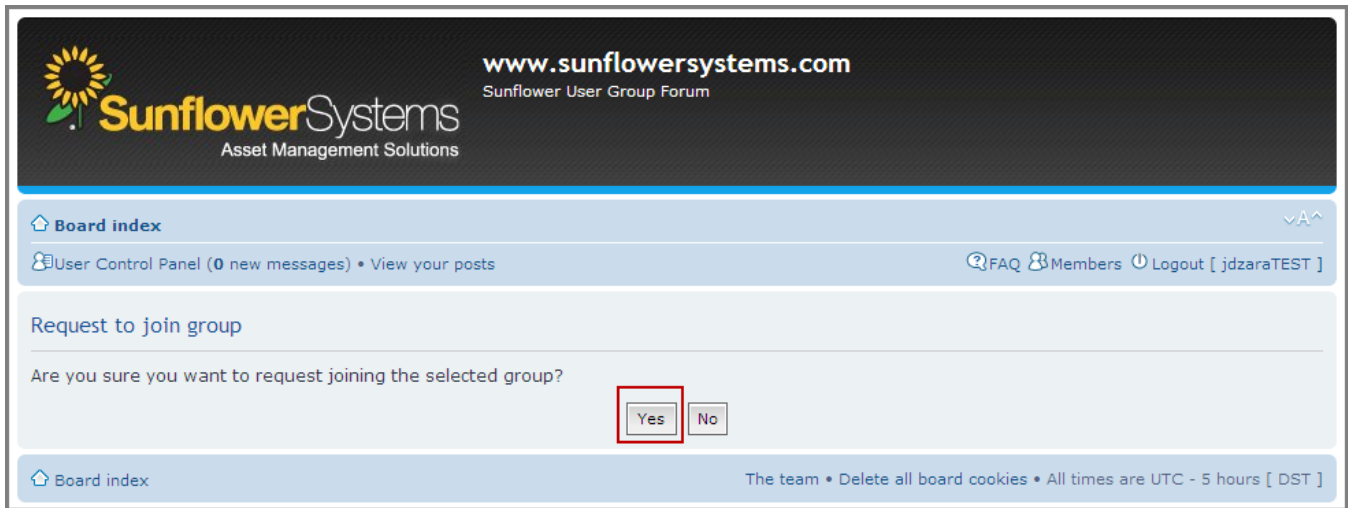 SunflowerSystems
Asset Management Solutions
www.sunflowersystems.com
Sunflower User Group Forum
Board index
A
User Control Panel (0 new messages) • View your posts
FAQ Members Logout [ jdzaraTEST ]
Request to join group
Are you sure you want to request joining the selected group?
Yes No
Board index
The team • Delete all board cookies • All times are UTC - 5 hours [ DST ]